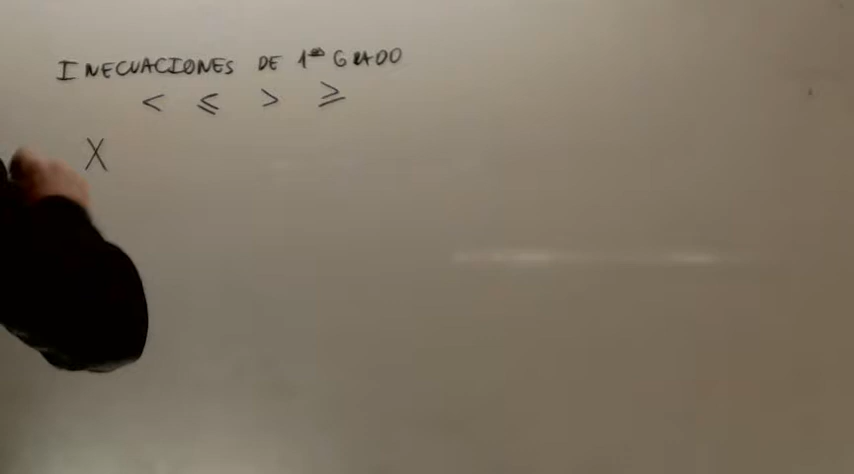 INECUACIONES DE 1er GRADO
< ≤ > ≥
X